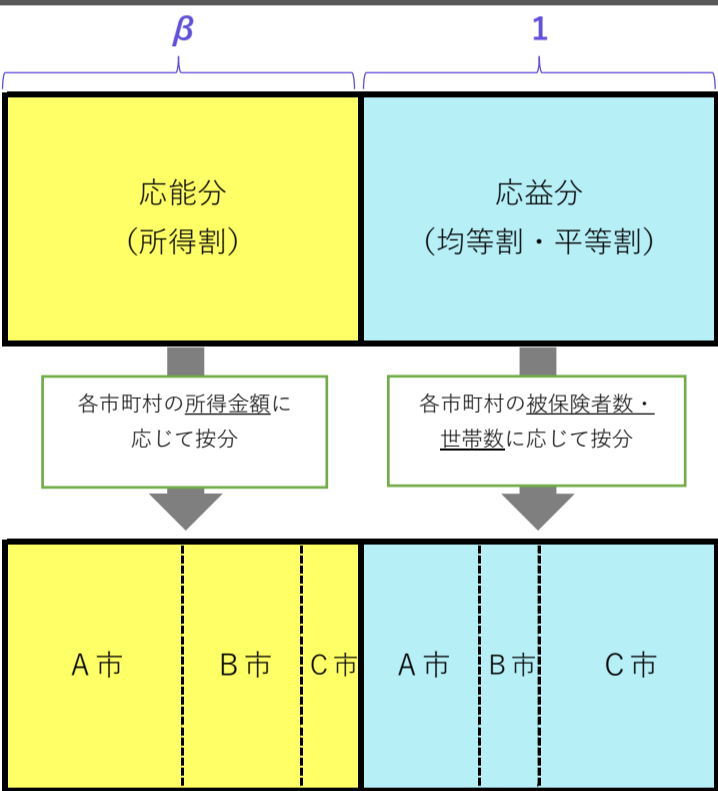 β
1
応能分
（所得割）
応益分
（均等割・平等割）
各市町村の所得金額に
応じて按分
各市町村の被保険者数・
世帯数に応じて按分
A市
B市
C市
A市
B市
C市